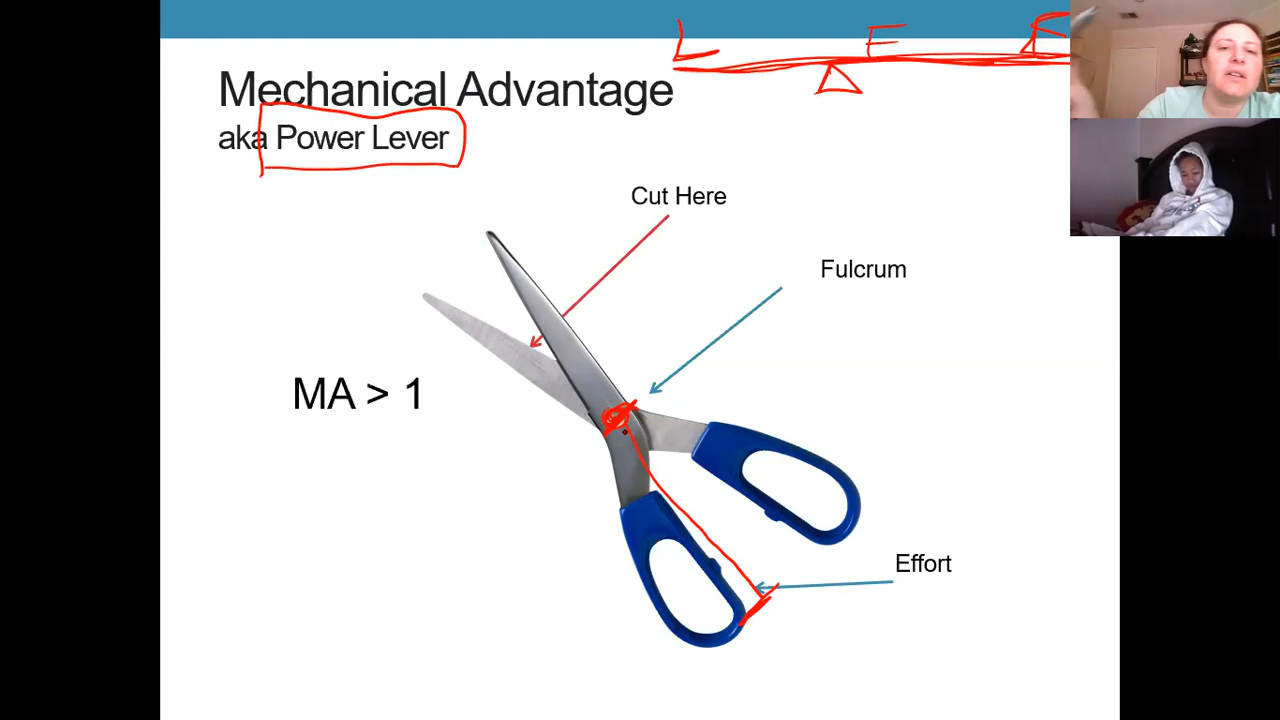 L E E
Mechanical Advantage
aka Power Lever
Cut Here
Fulcrum
MA > 1
Effort